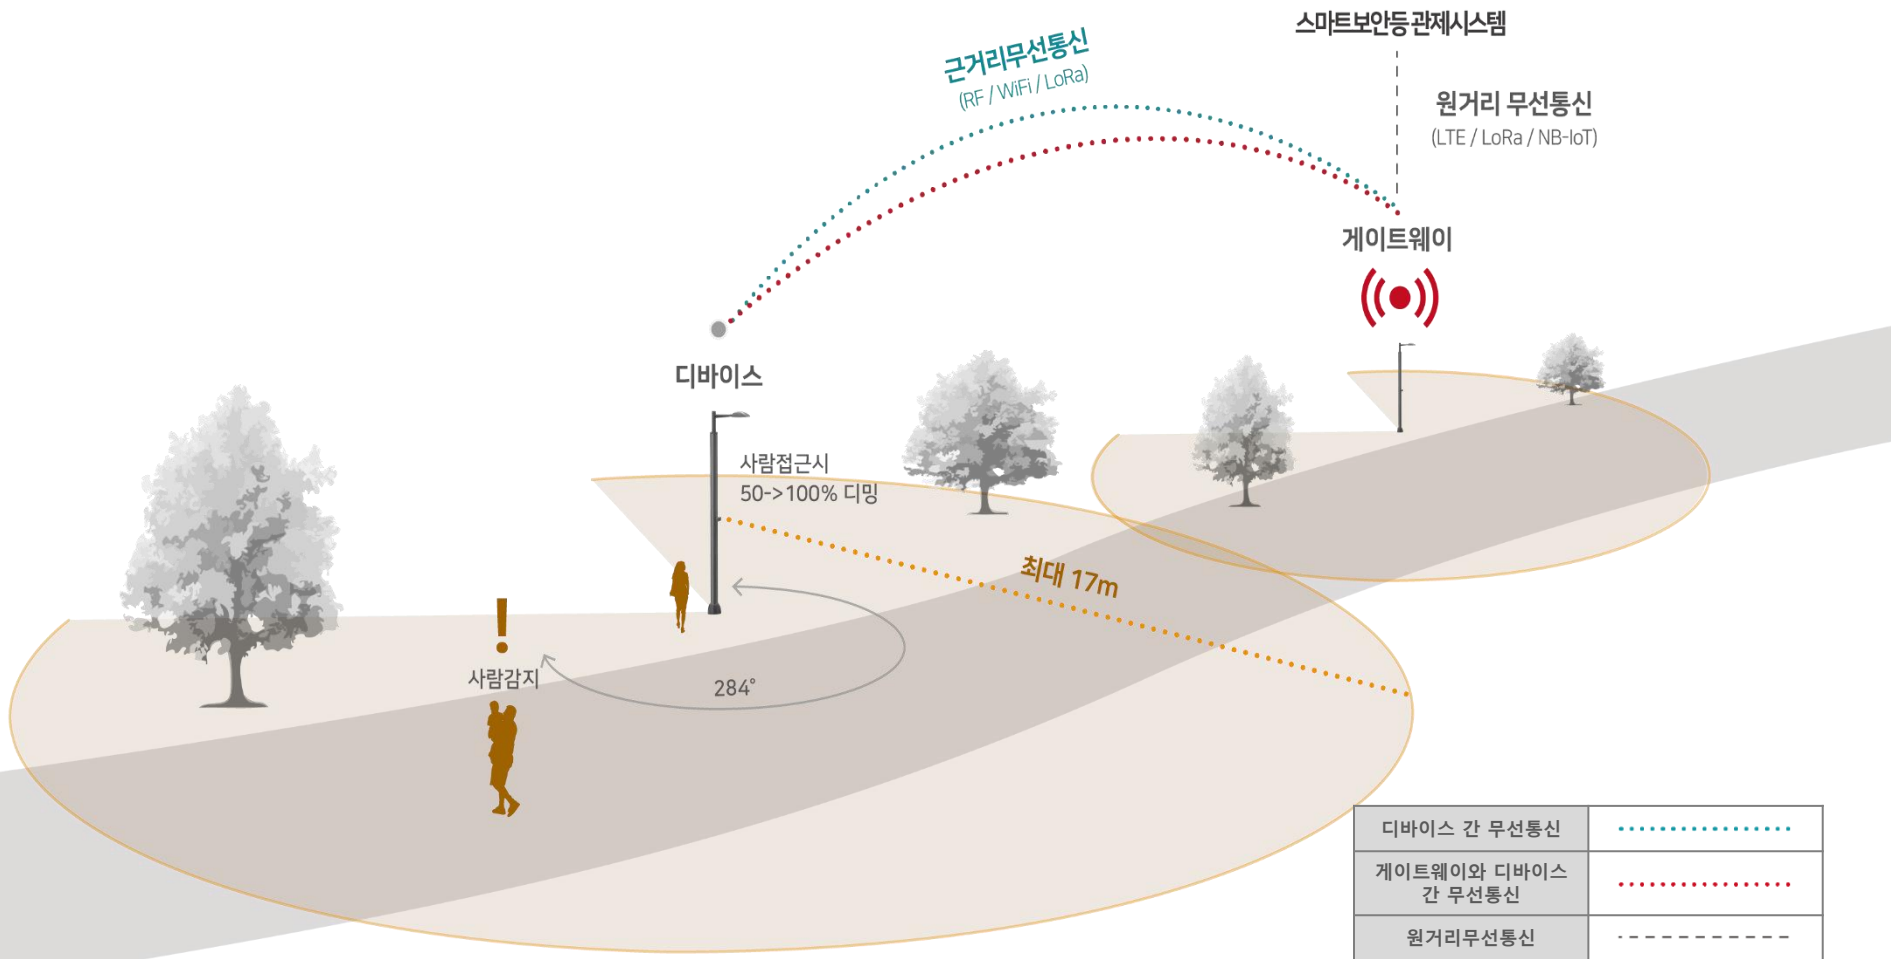 스마트보안등 관제시스템
근거리무선통신
(RF / WiFi / LoRa)
원거리 무선통신
(LTE / LoRa / NB-IoT)
게이트웨이
디바이스
사람접근시
50->100% 디밍
최대 17m
사람감지
284°
디바이스 간 무선통신
게이트웨이와 디바이스
간 무선통신
원거리무선통신